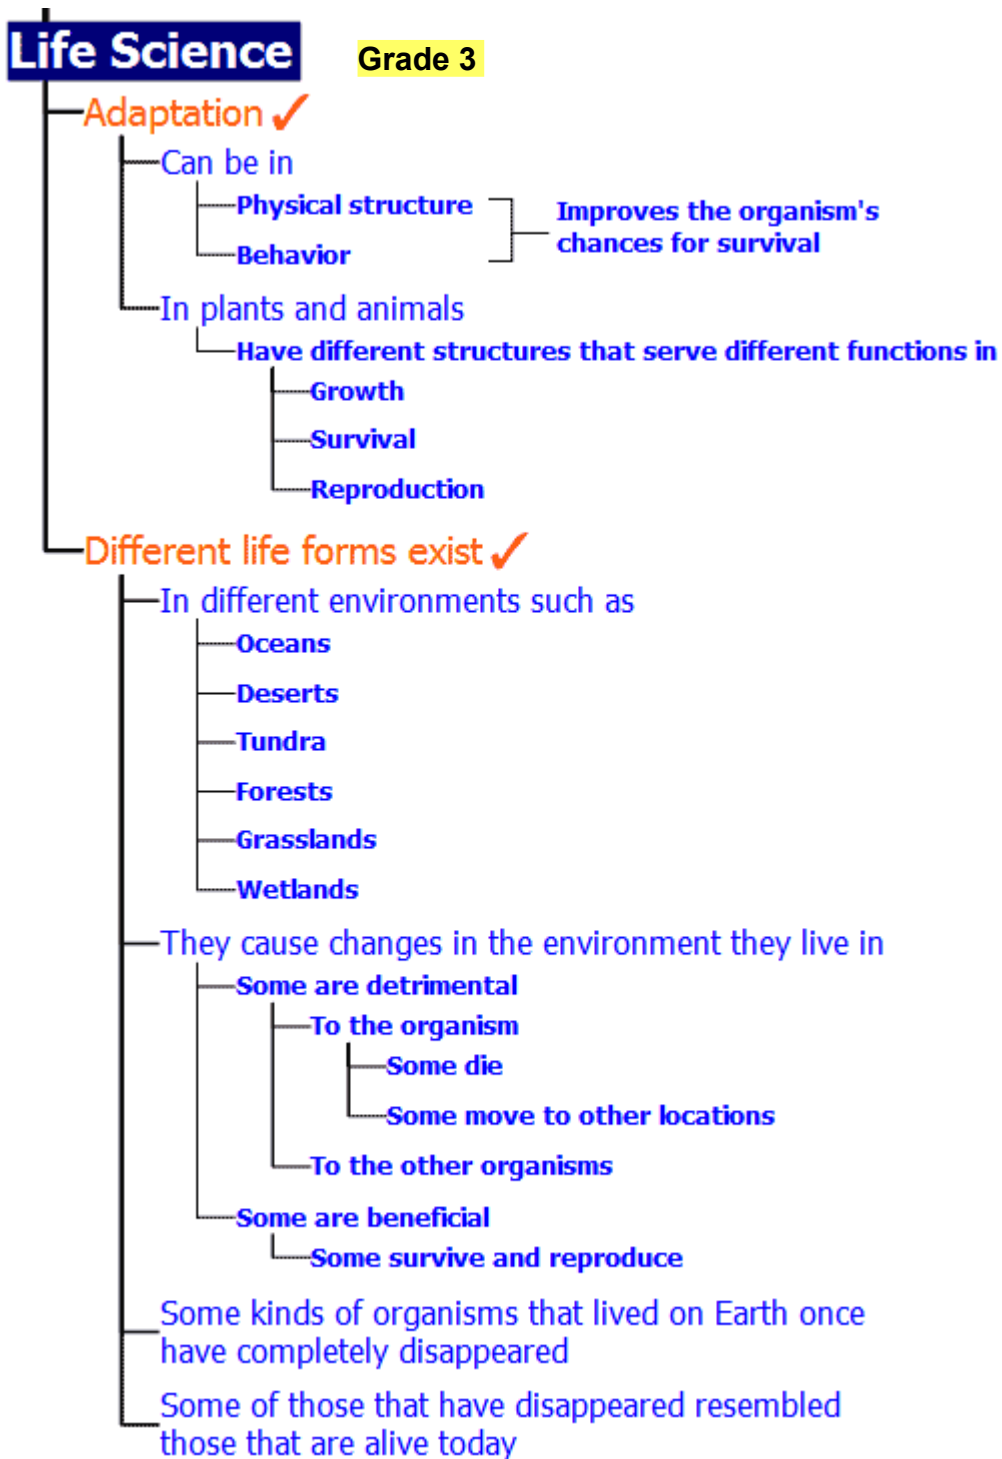 Life Science
Grade 3
Adaptation
Can be in
Physical structure
Behavior
Improves the organism's
chances for survival
In plants and animals
Have different structures that serve different functions in
Growth
Survival
Reproduction
Different life forms exist
In different environments such as
Oceans
Deserts
Tundra
Forests
Grasslands
Wetlands
They cause changes in the environment they live in
Some are detrimental
To the organism
Some die
Some move to other locations
To the other organisms
Some are beneficial
Some survive and reproduce
Some kinds of organisms that lived on Earth once
have completely disappeared
Some of those that have disappeared resembled
those that are alive today